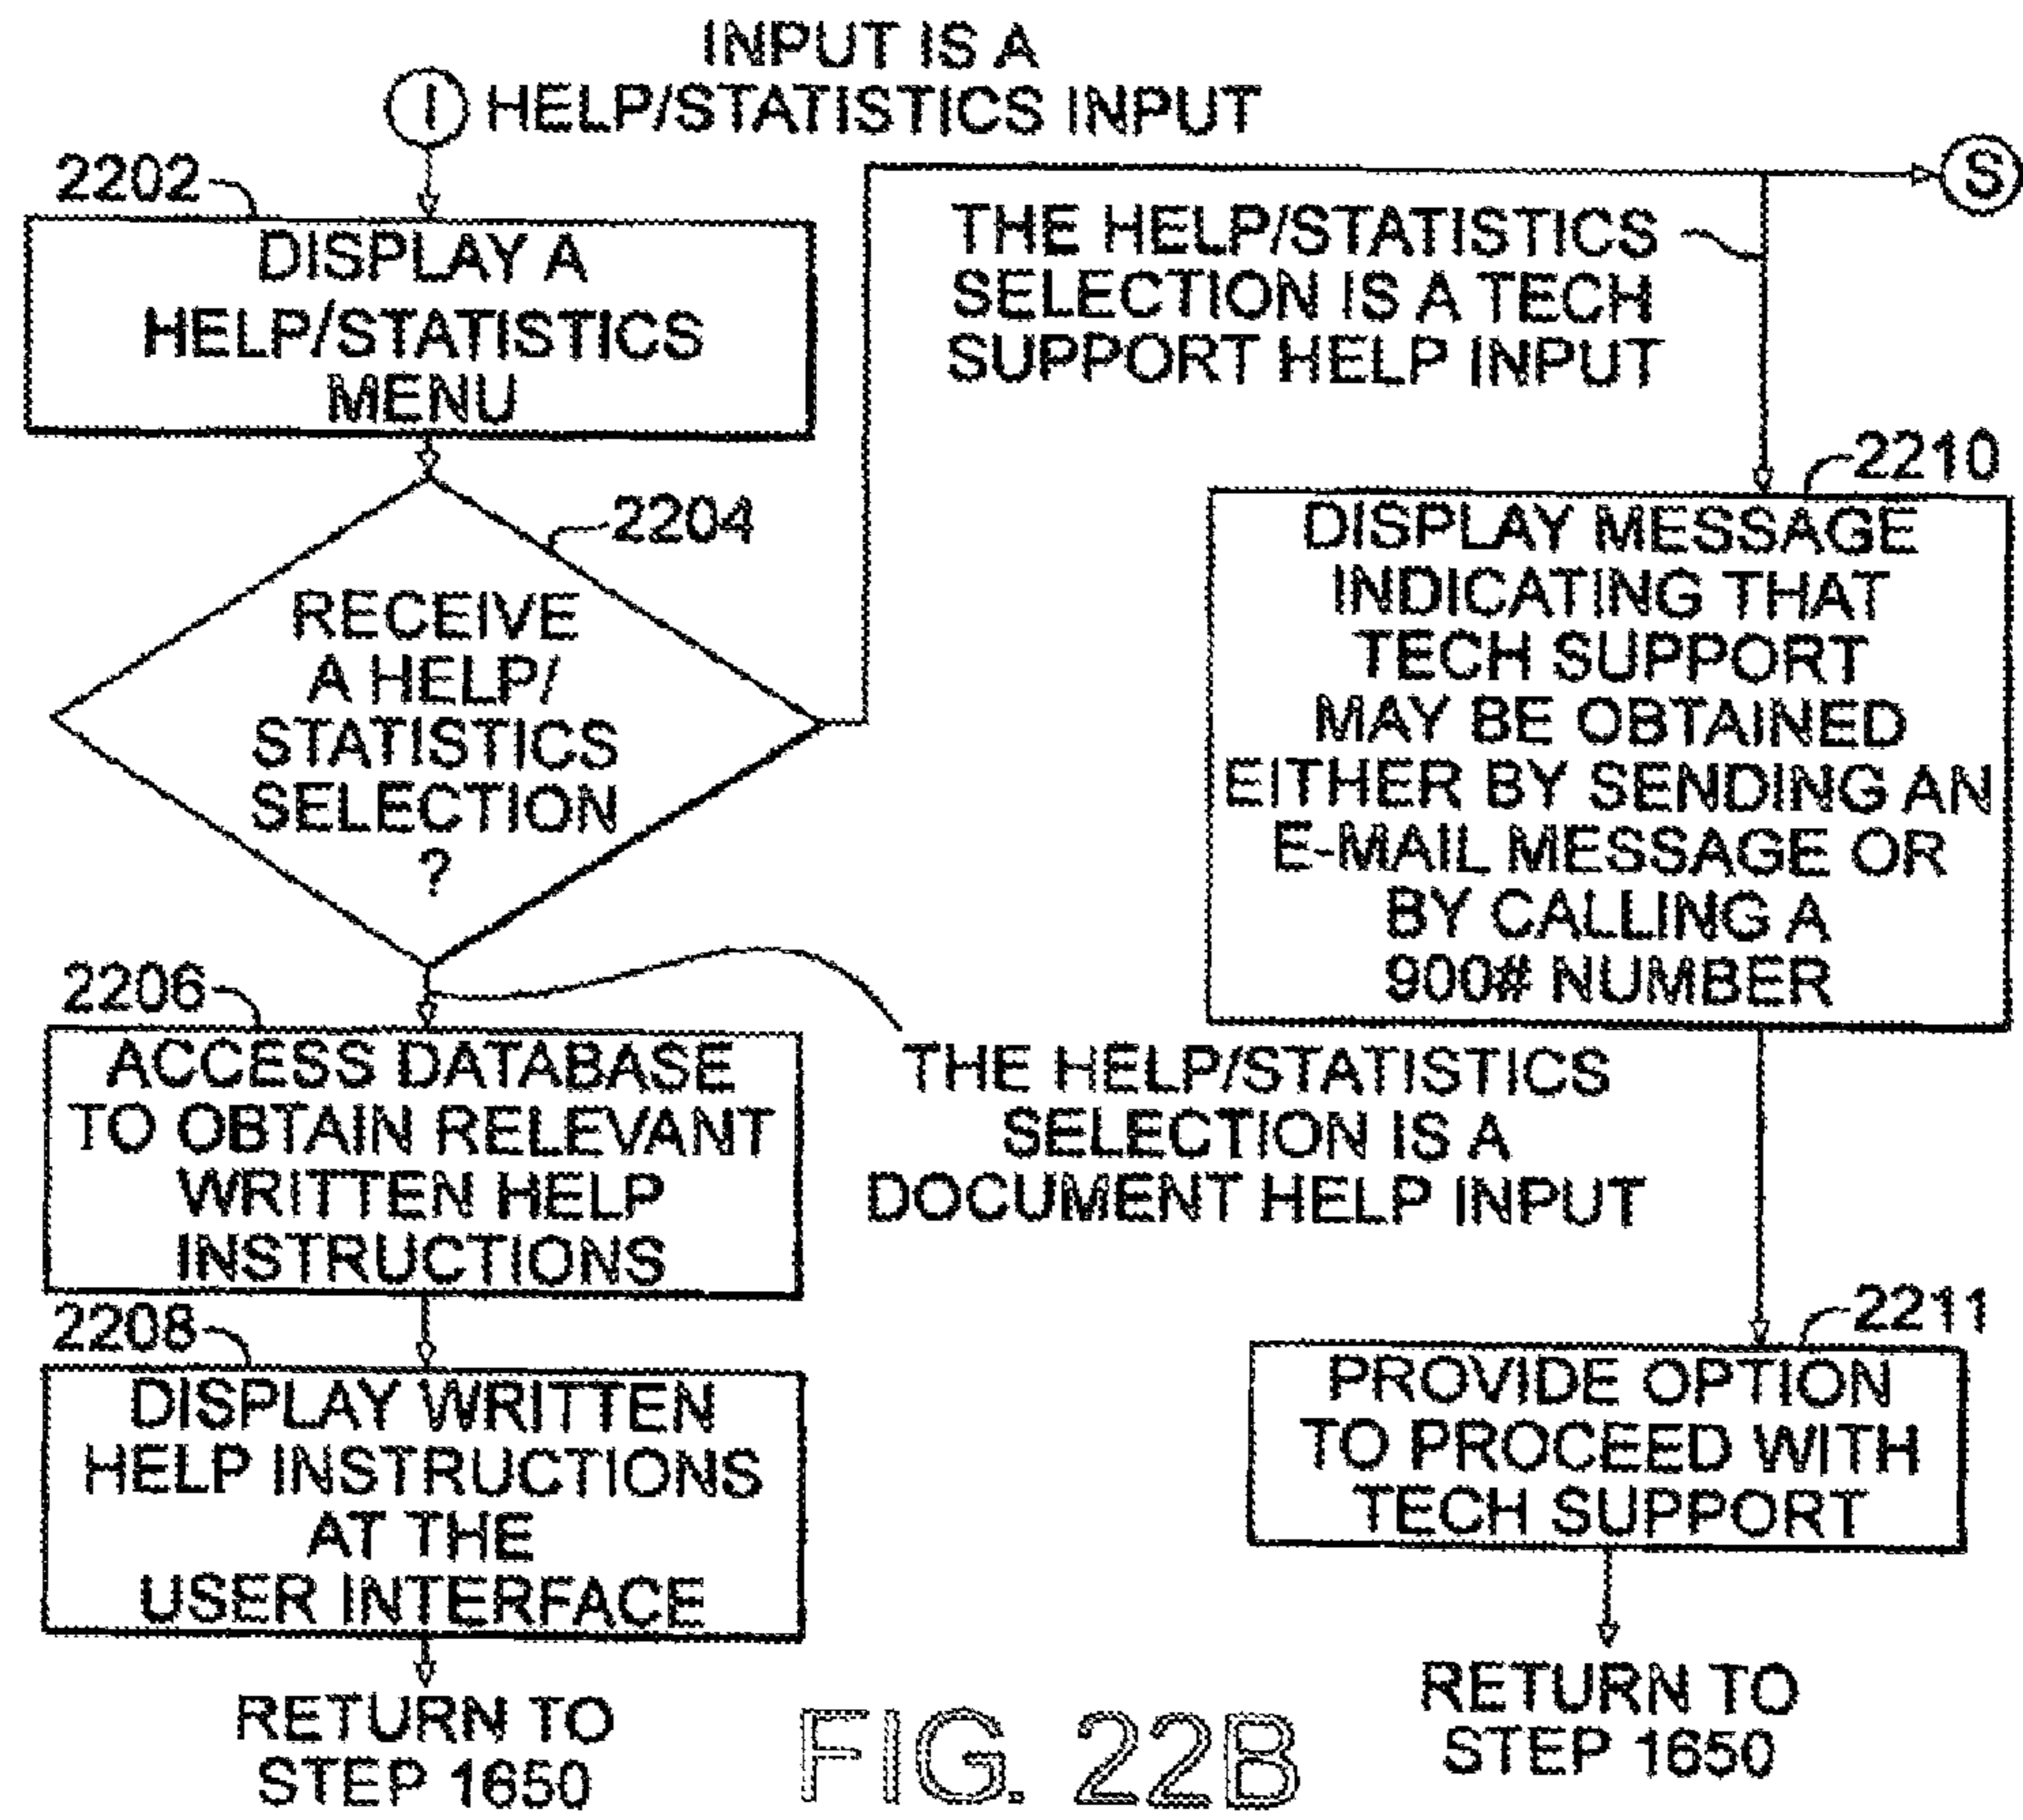 INPUT IS A
I HELP/STATISTICS INPUT
2202
DISPLAY A
HELP/STATISTICS
MENU
2204
RECEIVE
A HELP/
STATISTICS
SELECTION
?
S
THE HELP/STATISTICS
SELECTION IS A TECH
SUPPORT HELP INPUT
2210
DISPLAY MESSAGE
INDICATING THAT
TECH SUPPORT
MAY BE OBTAINED
EITHER BY SENDING AN
E-MAIL MESSAGE OR
BY CALLING A
900# NUMBER
2206
ACCESS DATABASE
TO OBTAIN RELEVANT
WRITTEN HELP
INSTRUCTIONS
THE HELP/STATISTICS
SELECTION IS A
DOCUMENT HELP INPUT
2208
DISPLAY WRITTEN
HELP INSTRUCTIONS
AT THE
USER INTERFACE
RETURN TO
STEP 1650
2211
PROVIDE OPTION
TO PROCEED WITH
TECH SUPPORT
RETURN TO
STEP 1650
FIG. 22B